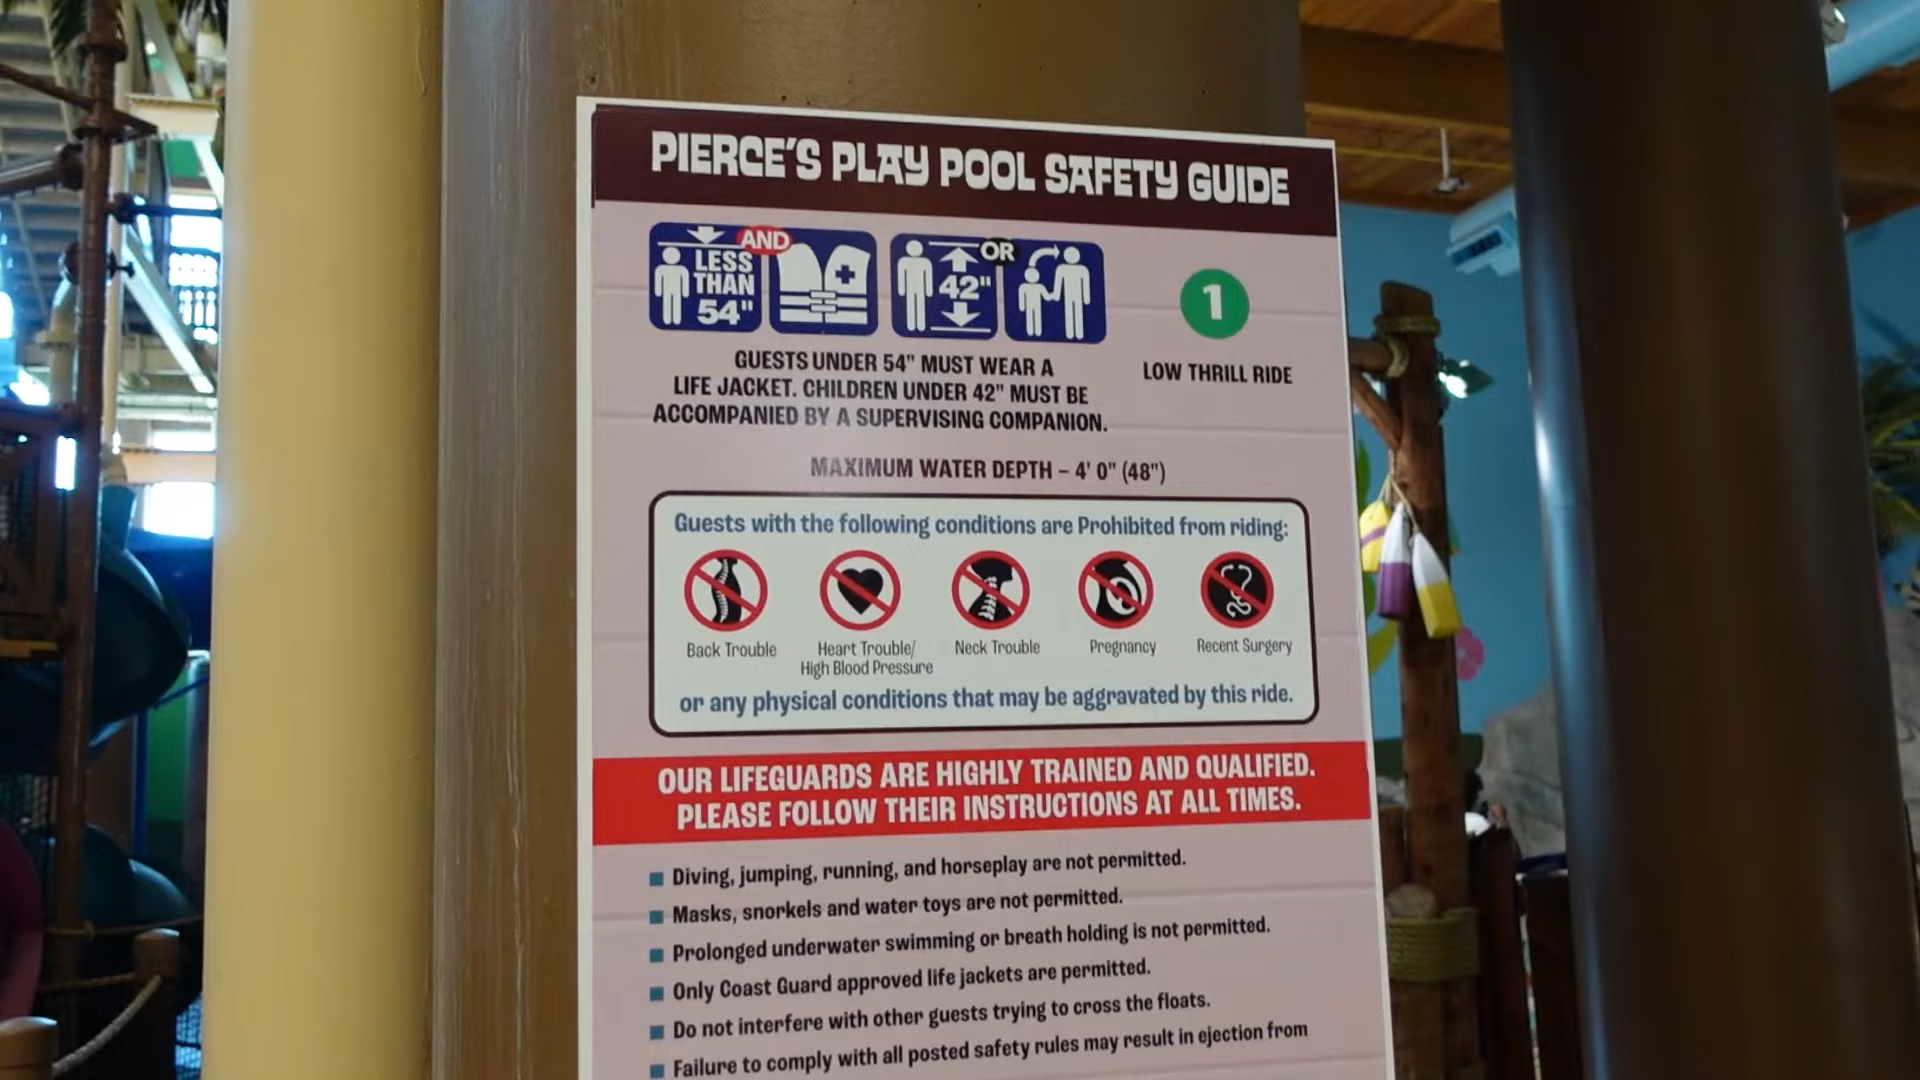 PIERCE'S PLAY POOL SAFETY GUIDE
LESS THAN 54" AND
42" OR
1
GUESTS UNDER 54" MUST WEAR A
LIFE JACKET. CHILDREN UNDER 42" MUST BE
ACCOMPANIED BY A SUPERVISING COMPANION.
LOW THRILL RIDE
MAXIMUM WATER DEPTH – 4' 0" (48")
Guests with the following conditions are Prohibited from riding:
Back Trouble
Heart Trouble/
High Blood Pressure
Neck Trouble
Pregnancy
Recent Surgery
or any physical conditions that may be aggravated by this ride.
OUR LIFEGUARDS ARE HIGHLY TRAINED AND QUALIFIED.
PLEASE FOLLOW THEIR INSTRUCTIONS AT ALL TIMES.
Diving, jumping, running, and horseplay are not permitted.
Masks, snorkels and water toys are not permitted.
Prolonged underwater swimming or breath holding is not permitted.
Only Coast Guard approved life jackets are permitted.
Do not interfere with other guests trying to cross the floats.
Failure to comply with all posted safety rules may result in ejection from